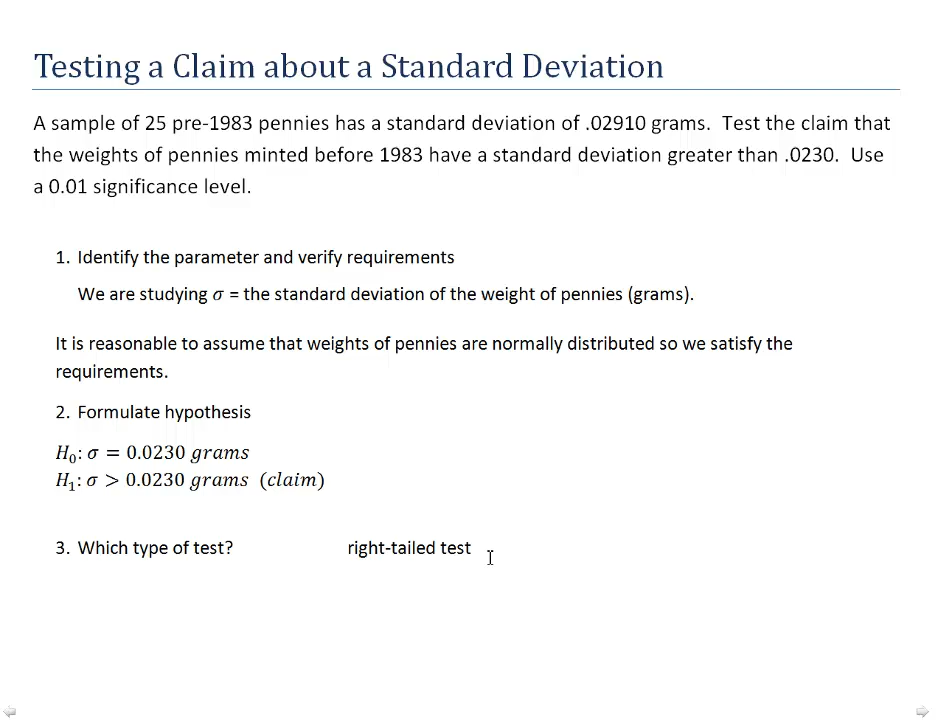 Testing a Claim about a Standard Deviation
A sample of 25 pre-1983 pennies has a standard deviation of .02910 grams.  Test the claim that
the weights of pennies minted before 1983 have a standard deviation greater than .0230.  Use
a 0.01 significance level.
1. Identify the parameter and verify requirements
We are studying σ = the standard deviation of the weight of pennies (grams).
It is reasonable to assume that weights of pennies are normally distributed so we satisfy the
requirements.
2. Formulate hypothesis
H₀: σ = 0.0230 grams
H₁: σ > 0.0230 grams (claim)
3. Which type of test? right-tailed test